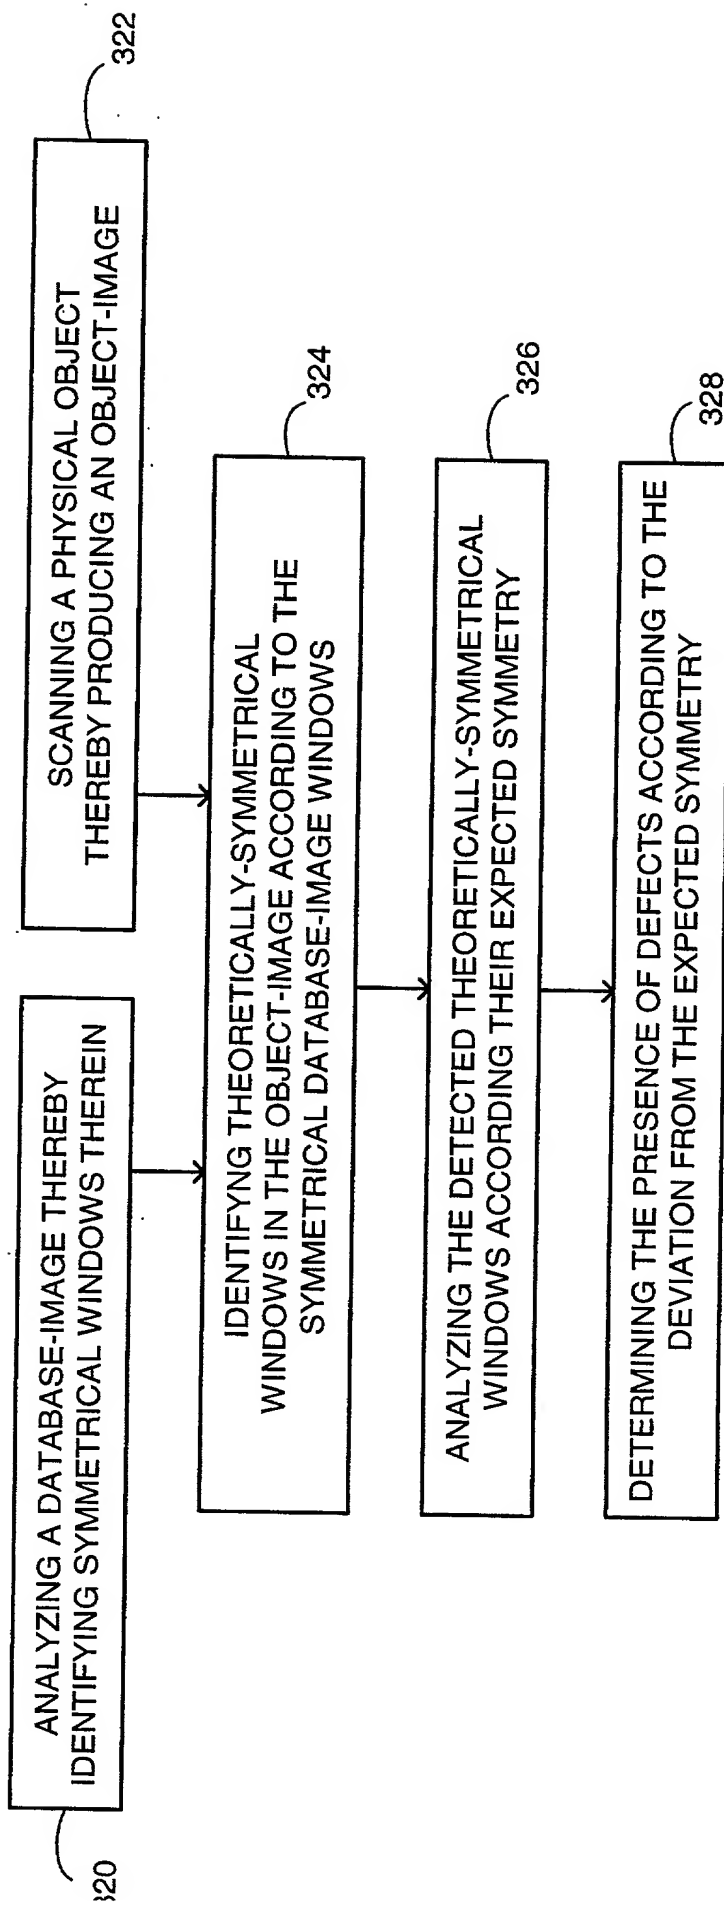 ANALYZING A DATABASE-IMAGE THEREBY
IDENTIFYING SYMMETRICAL WINDOWS THEREIN
SCANNING A PHYSICAL OBJECT
THEREBY PRODUCING AN OBJECT-IMAGE
322
IDENTIFYNG THEORETICALLY-SYMMETRICAL
WINDOWS IN THE OBJECT-IMAGE ACCORDING TO THE
SYMMETRICAL DATABASE-IMAGE WINDOWS
324
ANALYZING THE DETECTED THEORETICALLY-SYMMETRICAL
WINDOWS ACCORDING THEIR EXPECTED SYMMETRY
326
DETERMINING THE PRESENCE OF DEFECTS ACCORDING TO THE
DEVIATION FROM THE EXPECTED SYMMETRY
328